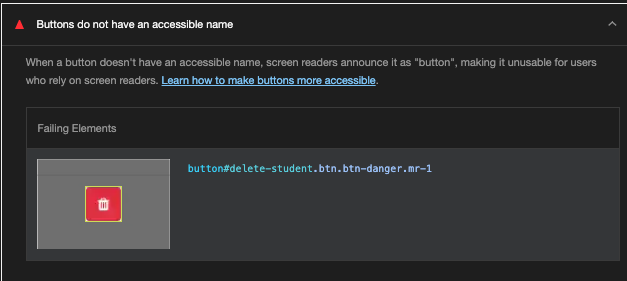 Buttons do not have an accessible name
When a button doesn't have an accessible name, screen readers announce it as "button", making it unusable for users
who rely on screen readers. Learn how to make buttons more accessible.
Failing Elements
button#delete-student.btn.btn-danger.mr-1